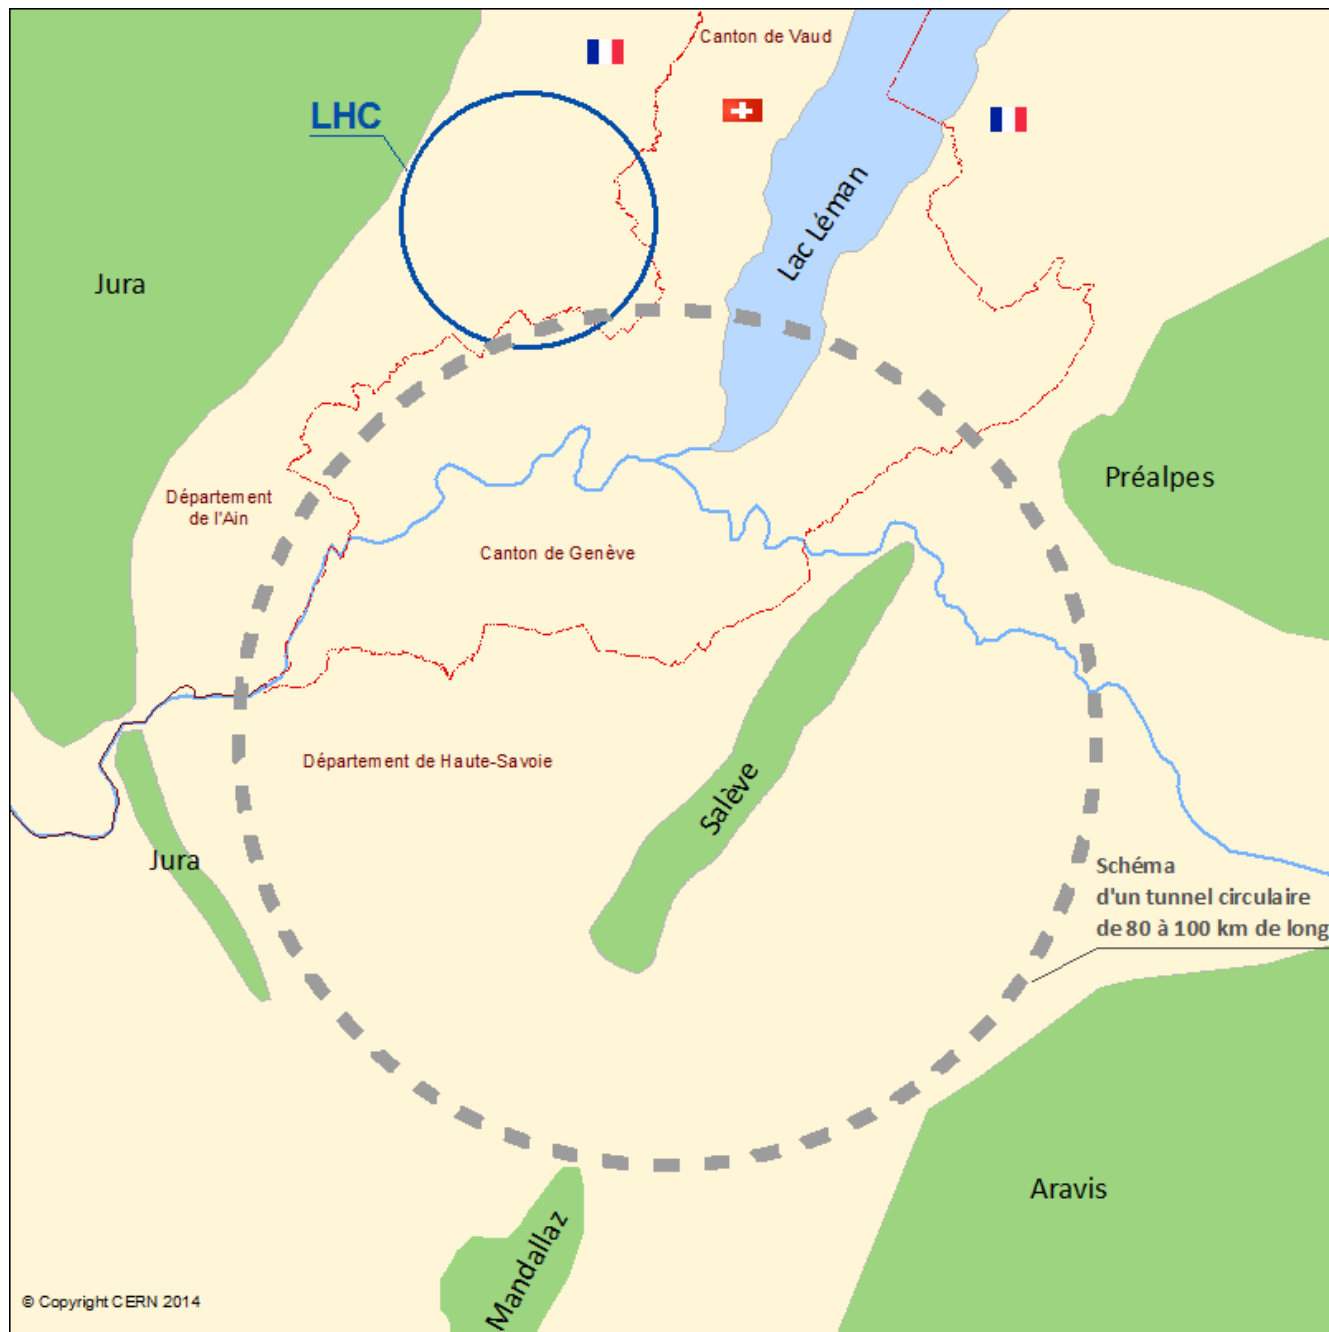 Canton de Vaud
LHC
Lac Léman
Jura
Préalpes
Département
de l'Ain
Canton de Genève
Département de Haute-Savoie
Salève
Jura
Schéma
d'un tunnel circulaire
de 80 à 100 km de long
Aravis
Mandallaz
© Copyright CERN 2014